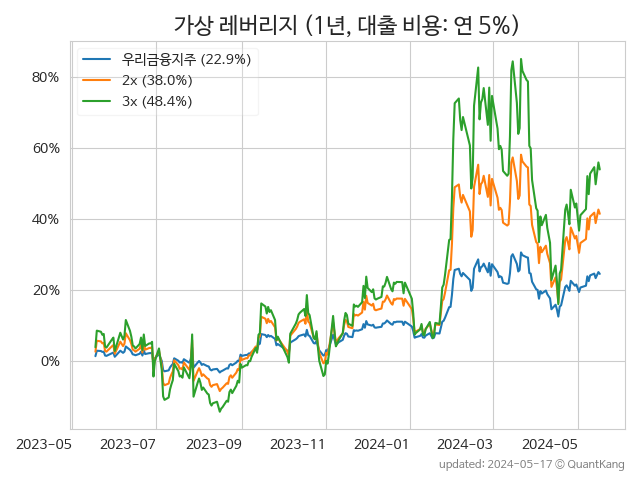 가상 레버리지 (1년, 대출 비용: 연 5%)
우리금융지주 (22.9%)
2x (38.0%)
3x (48.4%)
80%
60%
40%
20%
0%
2023-05 2023-07 2023-09 2023-11 2024-01 2024-03 2024-05
updated: 2024-05-17 © QuantKang